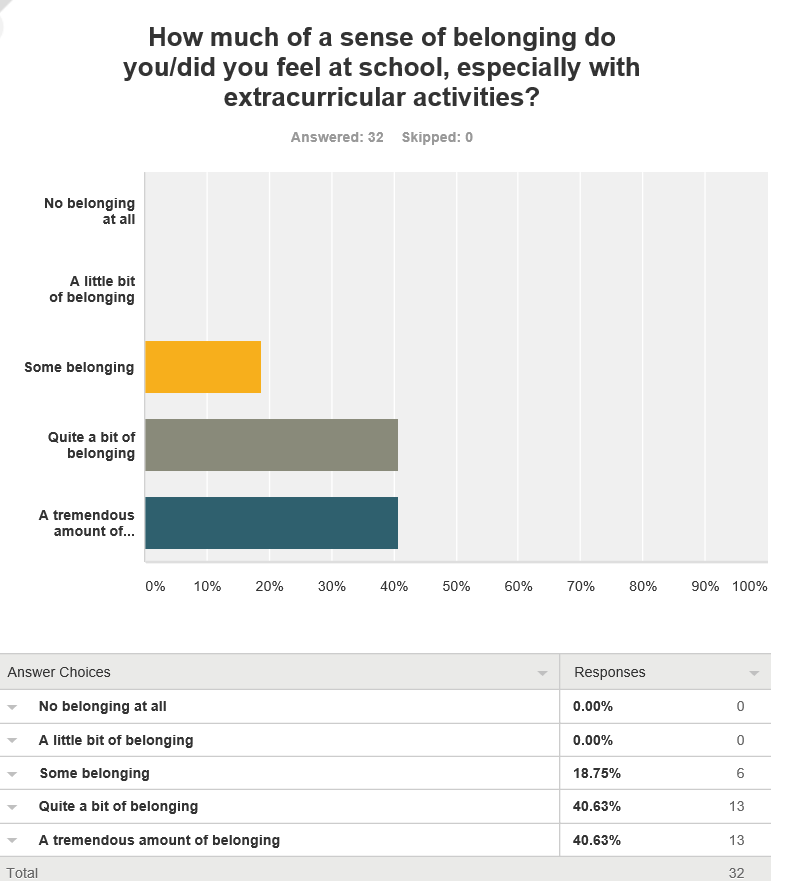 How much of a sense of belonging do
you/did you feel at school, especially with
extracurricular activities?
Answered: 32 Skipped: 0
No belonging
at all
A little bit
of belonging
Some belonging
Quite a bit of
belonging
A tremendous
amount of...
0% 10% 20% 30% 40% 50% 60% 70% 80% 90% 100%
Answer Choices Responses
No belonging at all 0.00% 0
A little bit of belonging 0.00% 0
Some belonging 18.75% 6
Quite a bit of belonging 40.63% 13
A tremendous amount of belonging 40.63% 13
Total 32